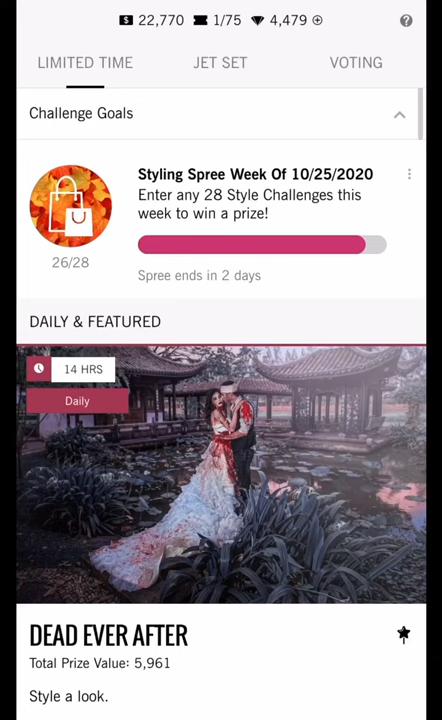 22,770 1/75 4,479
LIMITED TIME JET SET VOTING
Challenge Goals
Styling Spree Week Of 10/25/2020
Enter any 28 Style Challenges this
week to win a prize!
26/28
Spree ends in 2 days
DAILY & FEATURED
14 HRS
Daily
DEAD EVER AFTER
Total Prize Value: 5,961
Style a look.